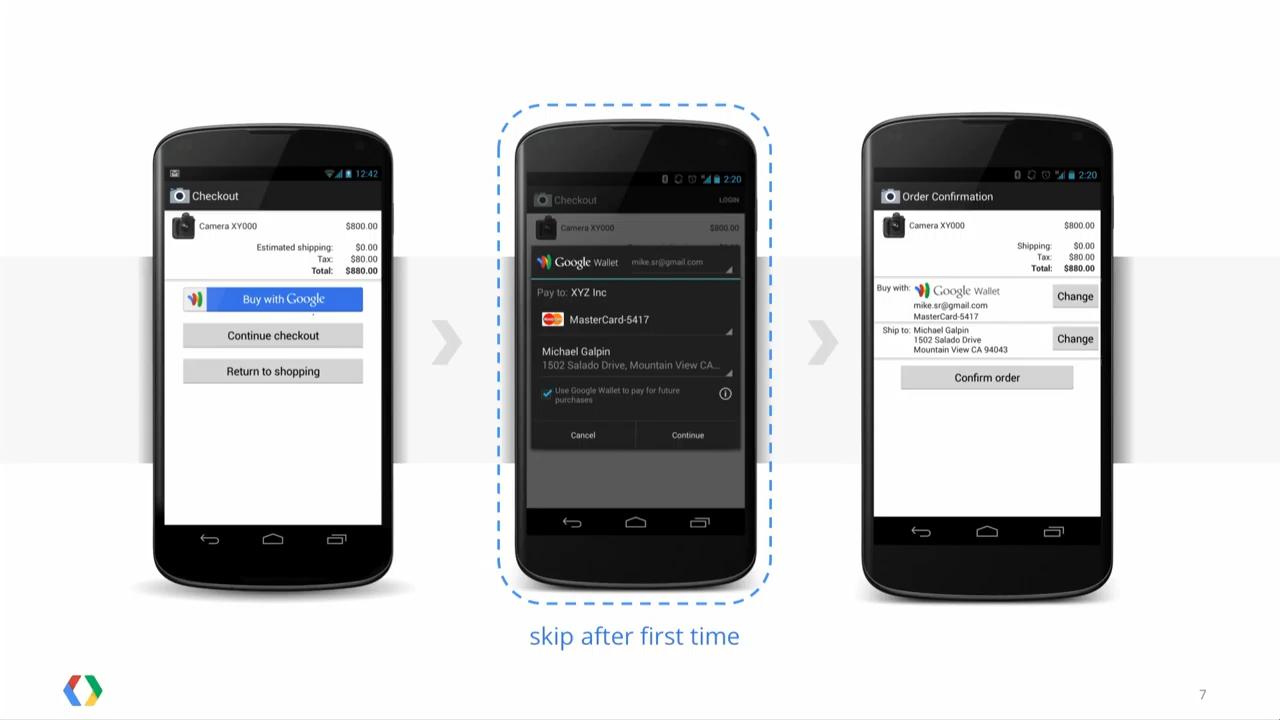 12:42
Checkout
Camera XY000 $800.00
Estimated shipping: $0.00
Tax: $80.00
Total: $880.00
Buy with Google
Continue checkout
Return to shopping
2:20
Checkout LOGIN
Camera XY000 $800.00
Google Wallet mike.sr@gmail.com
Pay to: XYZ Inc
MasterCard-5417
Michael Galpin
1502 Salado Drive, Mountain View CA...
Use Google Wallet to pay for future
purchases
Cancel Continue
skip after first time
2:20
Order Confirmation
Camera XY000 $800.00
Shipping: $0.00
Tax: $80.00
Total: $880.00
Buy with: Google Wallet
mike.sr@gmail.com
MasterCard-5417
Change
Ship to: Michael Galpin
1502 Salado Drive
Mountain View CA 94043
Change
Confirm order
7